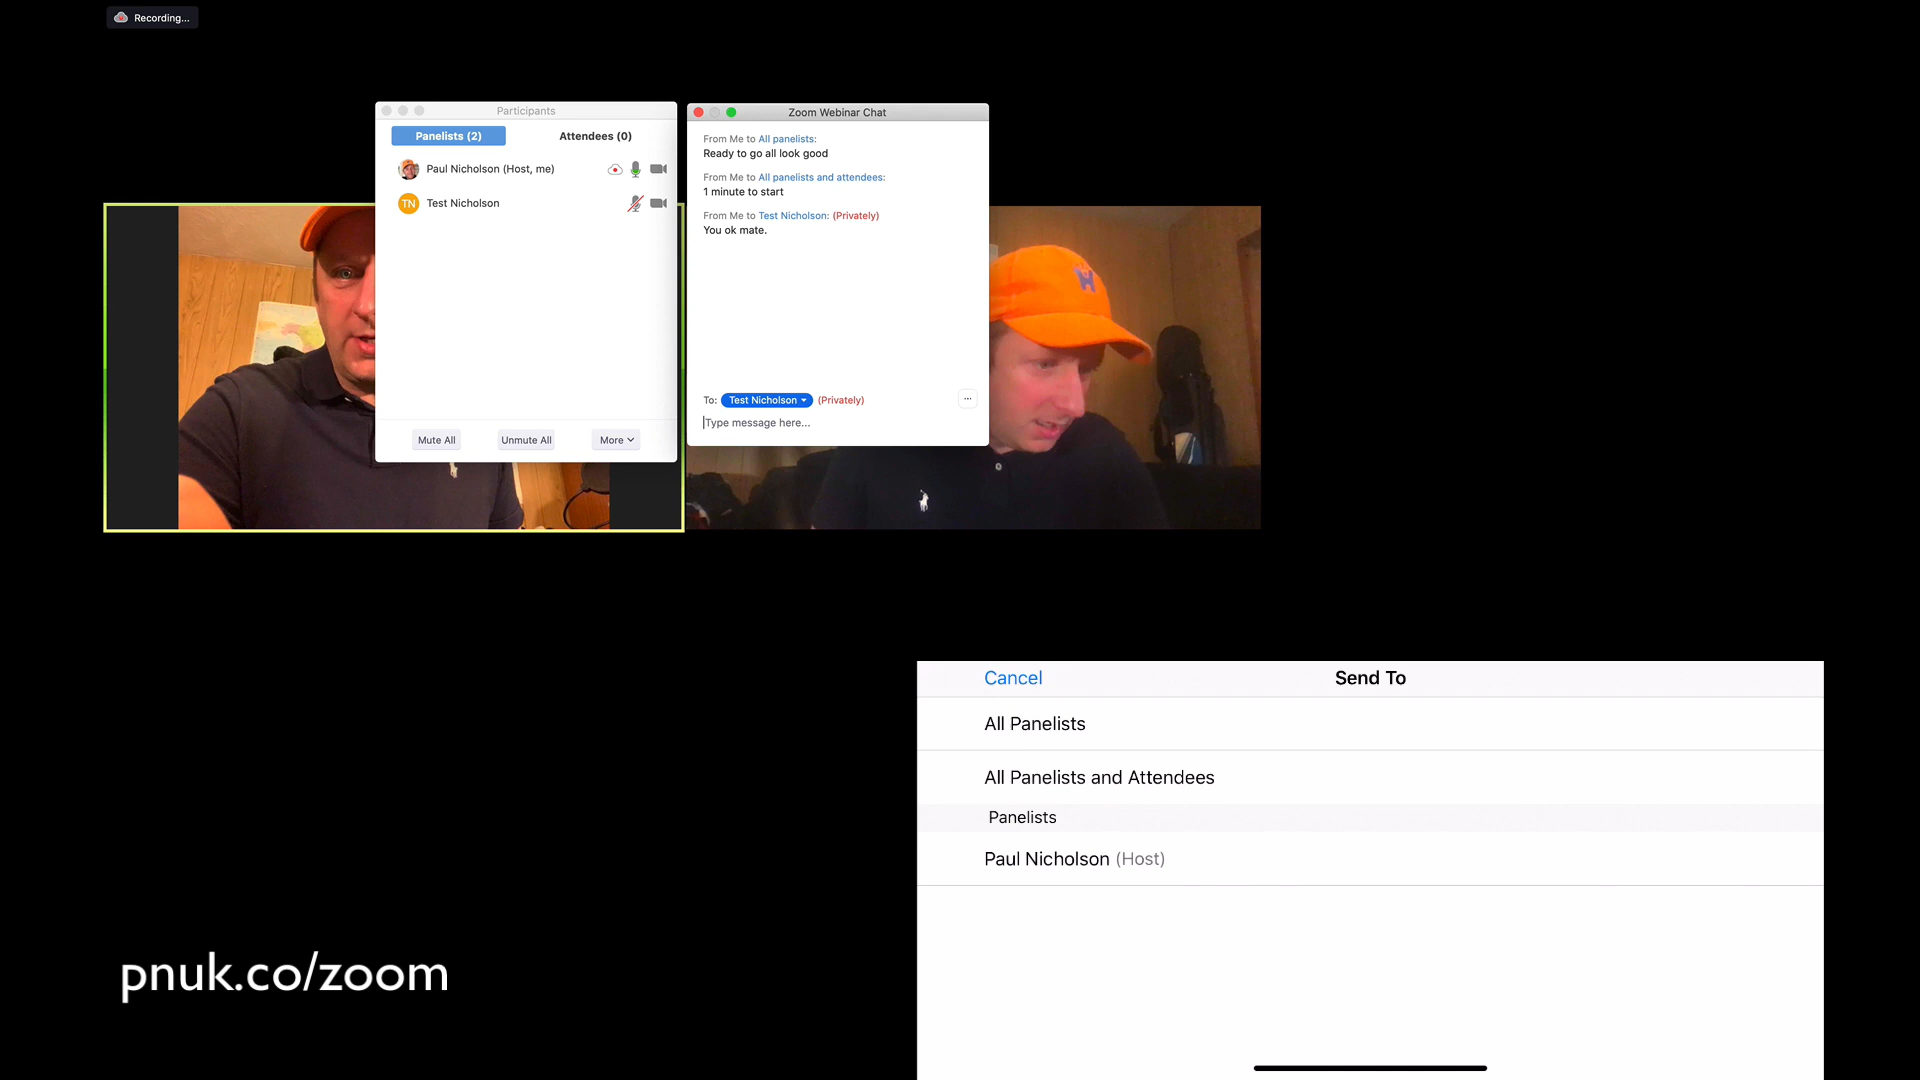 Recording...
Participants
Panelists (2)
Attendees (0)
Paul Nicholson (Host, me)
TN Test Nicholson
Mute All
Unmute All
More
Zoom Webinar Chat
From Me to All panelists:
Ready to go all look good
From Me to All panelists and attendees:
1 minute to start
From Me to Test Nicholson: (Privately)
You ok mate.
To: Test Nicholson (Privately)
...
Type message here...
H
Cancel
Send To
All Panelists
All Panelists and Attendees
Panelists
Paul Nicholson (Host)
pnuk.co/zoom